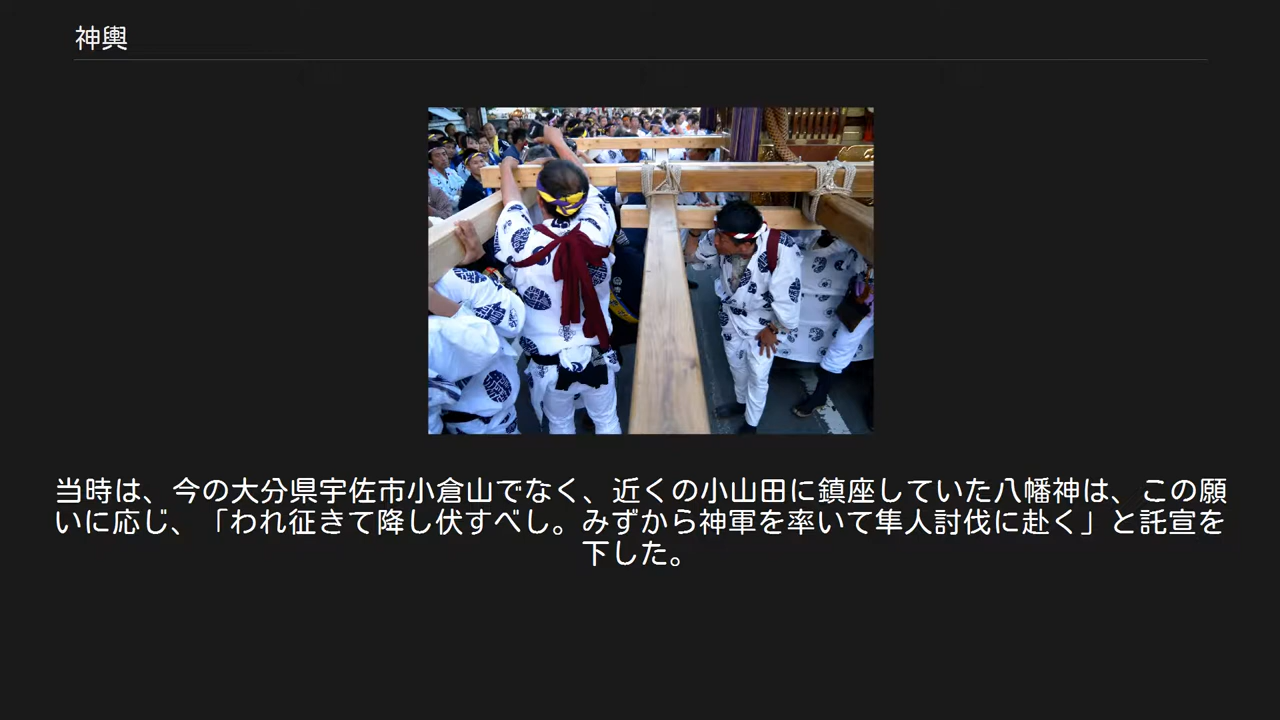 神輿
当時は、今の大分県宇佐市小倉山でなく、近くの小山田に鎮座していた八幡神は、この願
いに応じ、「われ征きて降し伏すべし。みずから神軍を率いて隼人討伐に赴く」と託宣を
下した。